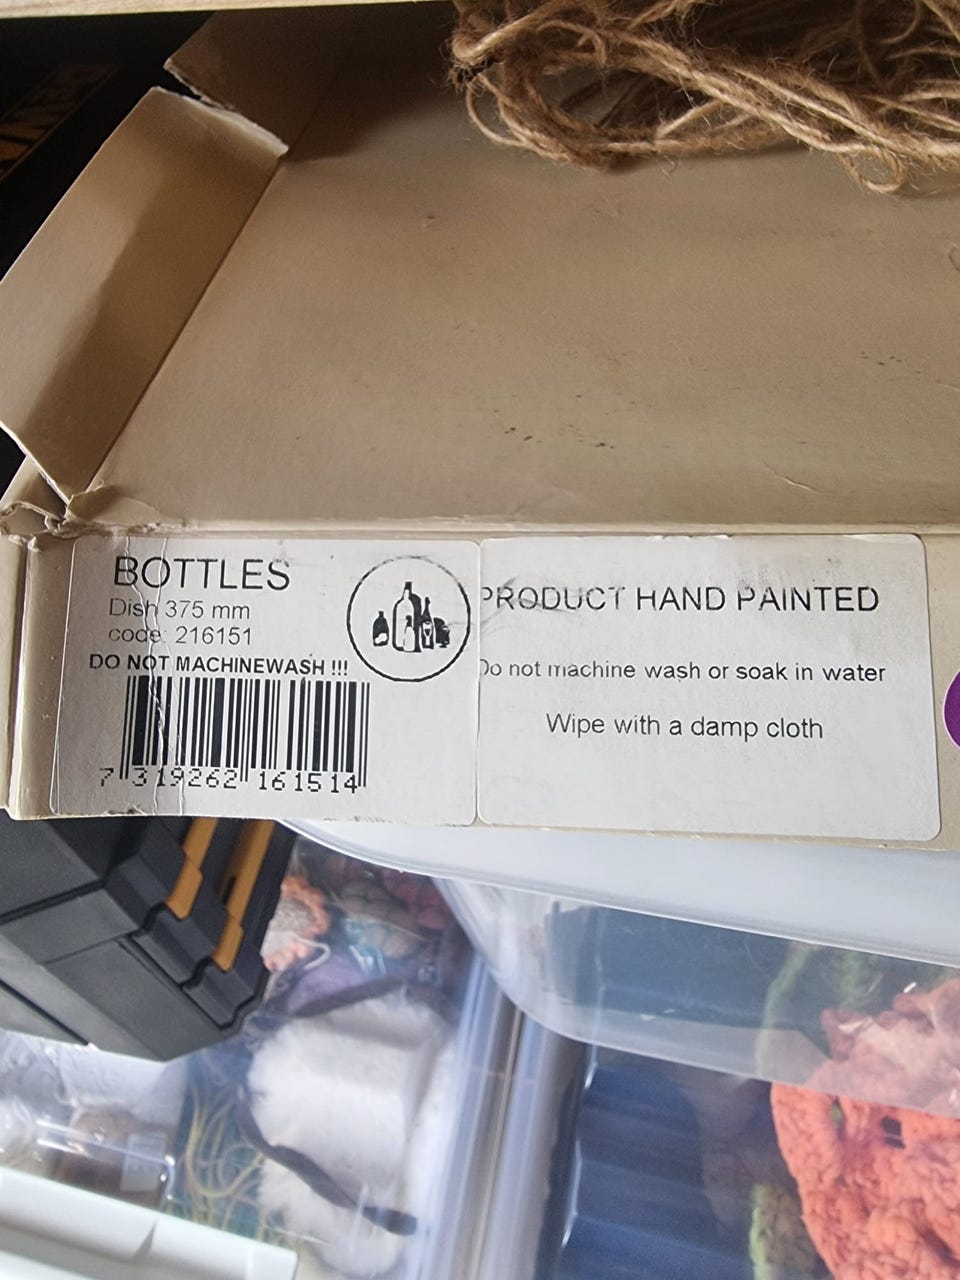 BOTTLES
Dish 375 mm
code: 216151
DO NOT MACHINEWASH !!!
7 319262 161514
PRODUCT HAND PAINTED
Do not machine wash or soak in water
Wipe with a damp cloth